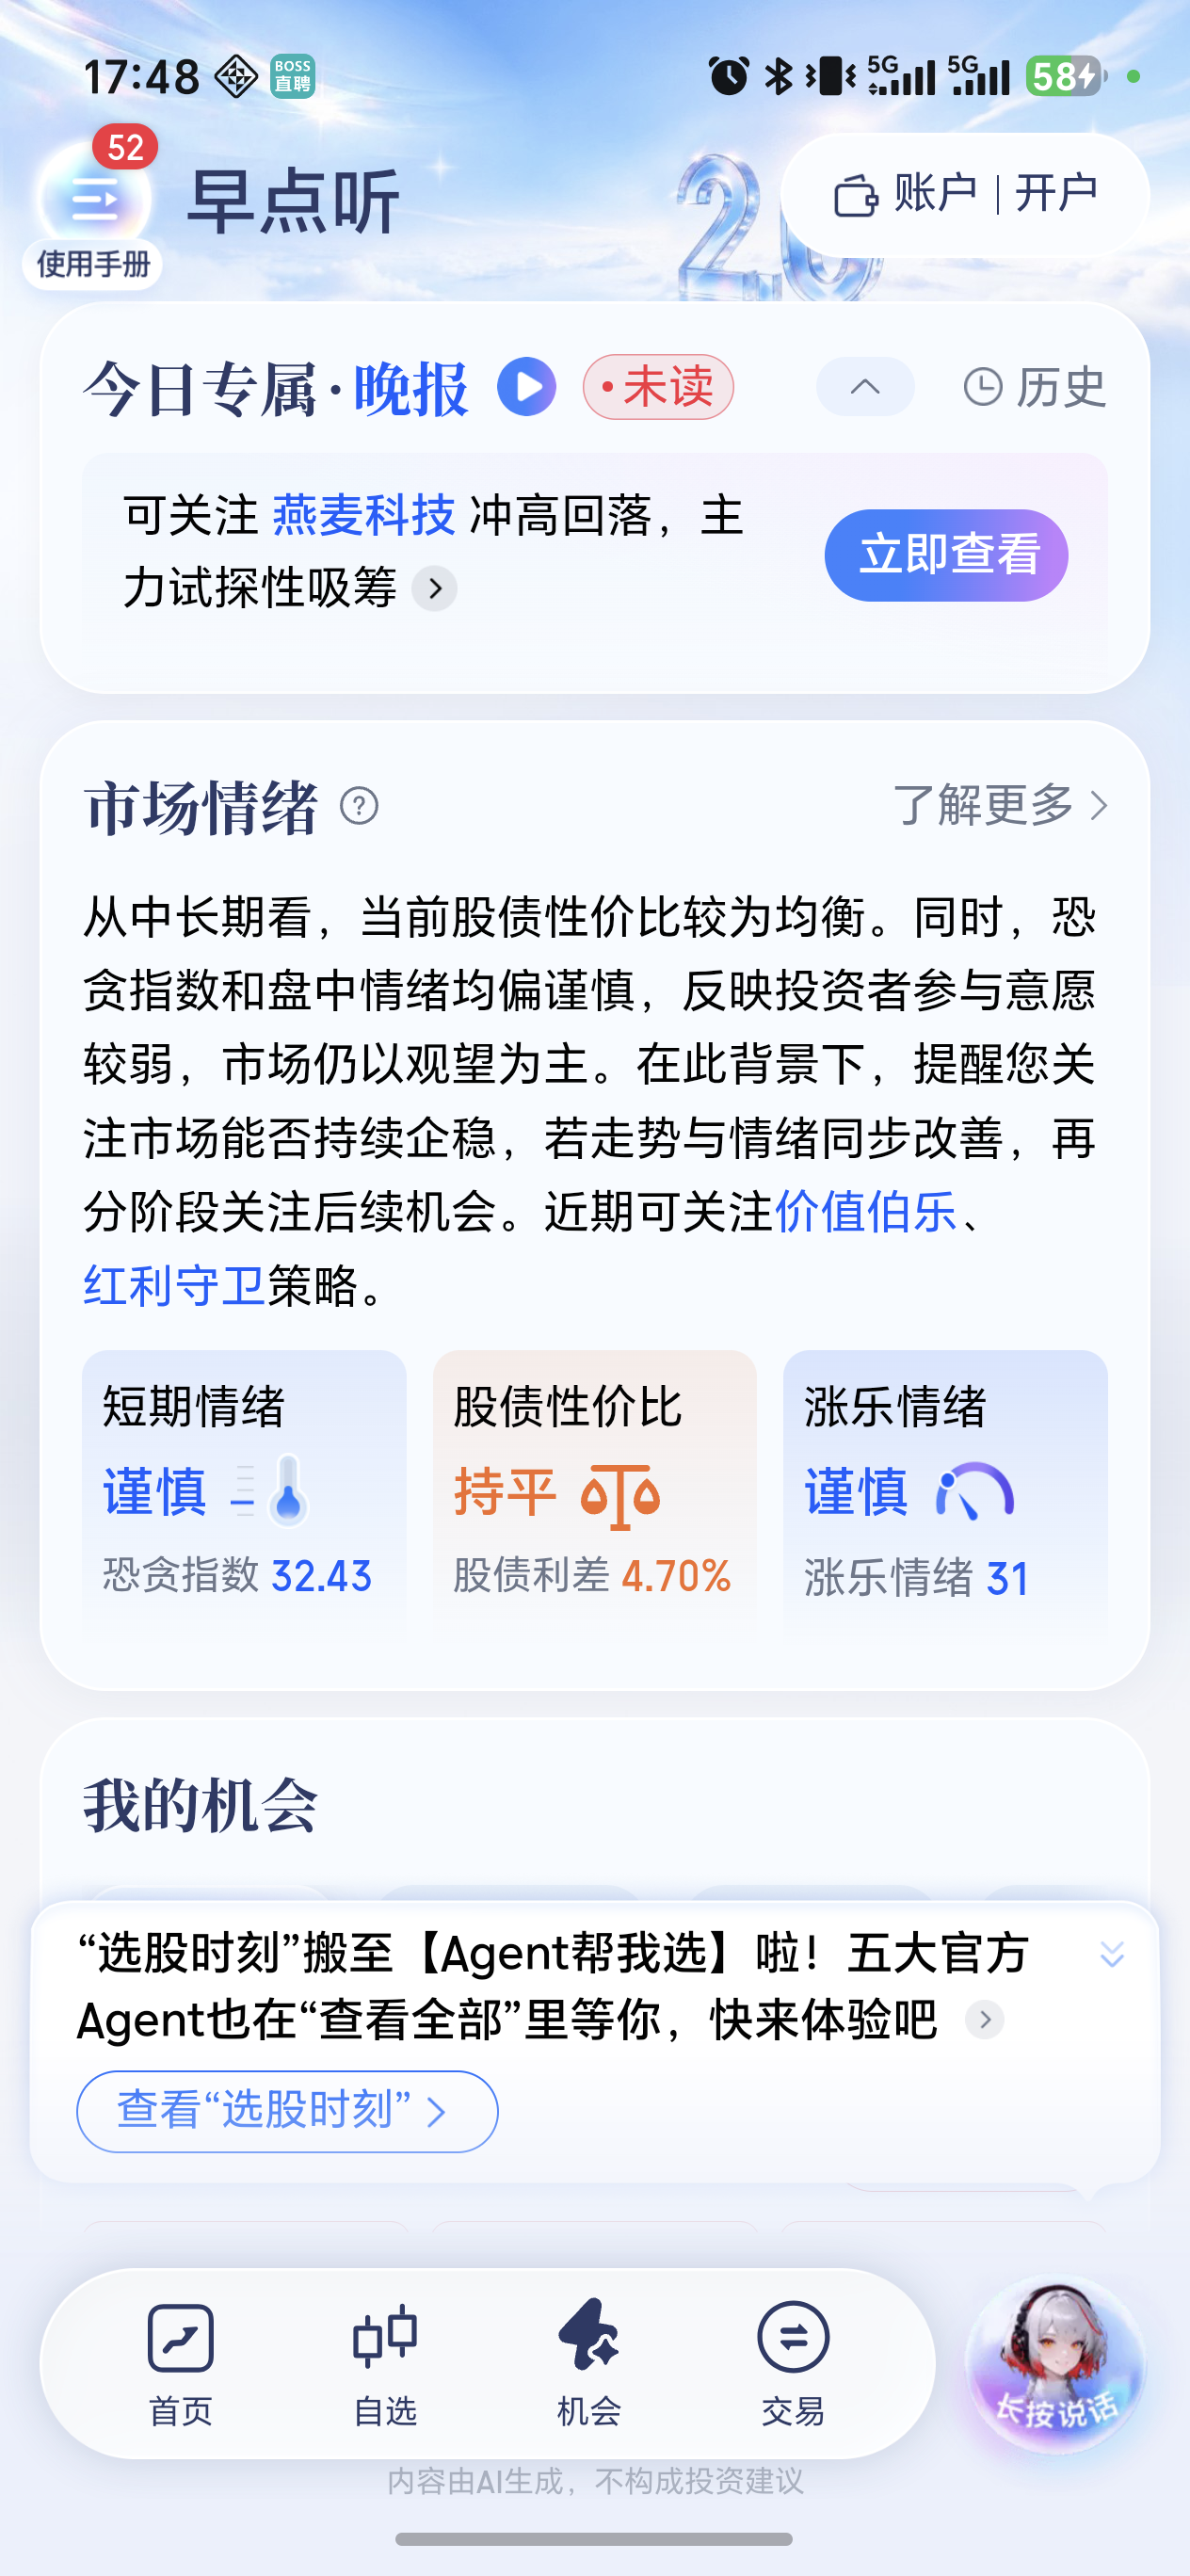 17:48 BOSS直聘 5G 5G 58
52
早点听
使用手册
20
账户 | 开户
今日专属·晚报 •未读 历史
可关注 燕麦科技 冲高回落，主
力试探性吸筹
立即查看
市场情绪 ? 了解更多
从中长期看，当前股债性价比较为均衡。同时，恐
贪指数和盘中情绪均偏谨慎，反映投资者参与意愿
较弱，市场仍以观望为主。在此背景下，提醒您关
注市场能否持续企稳，若走势与情绪同步改善，再
分阶段关注后续机会。近期可关注价值伯乐、
红利守卫策略。
短期情绪 股债性价比 涨乐情绪
谨慎 持平 谨慎
恐贪指数 32.43 股债利差 4.70% 涨乐情绪 31
我的机会
“选股时刻”搬至【Agent帮我选】啦！五大官方
Agent也在“查看全部”里等你，快来体验吧
查看“选股时刻”
首页 自选 机会 交易
长按说话
内容由AI生成，不构成投资建议